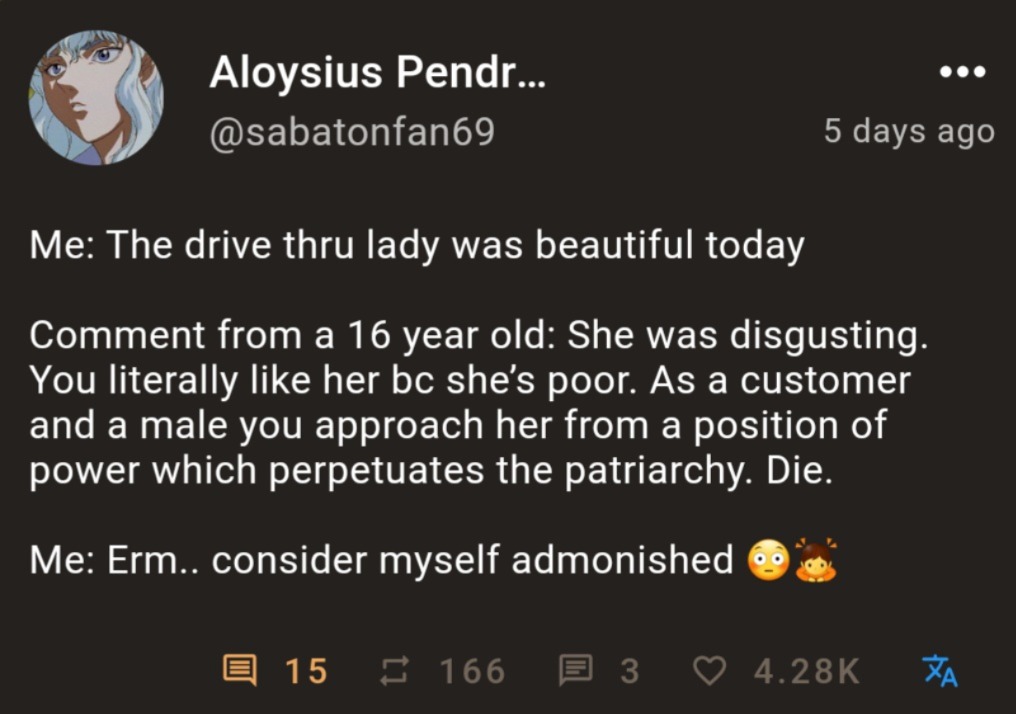 Aloysius Pendr...
@sabatonfan69
5 days ago
Me: The drive thru lady was beautiful today
Comment from a 16 year old: She was disgusting.
You literally like her bc she’s poor. As a customer
and a male you approach her from a position of
power which perpetuates the patriarchy. Die.
Me: Erm.. consider myself admonished 😳🙇
15 166 3 4.28K